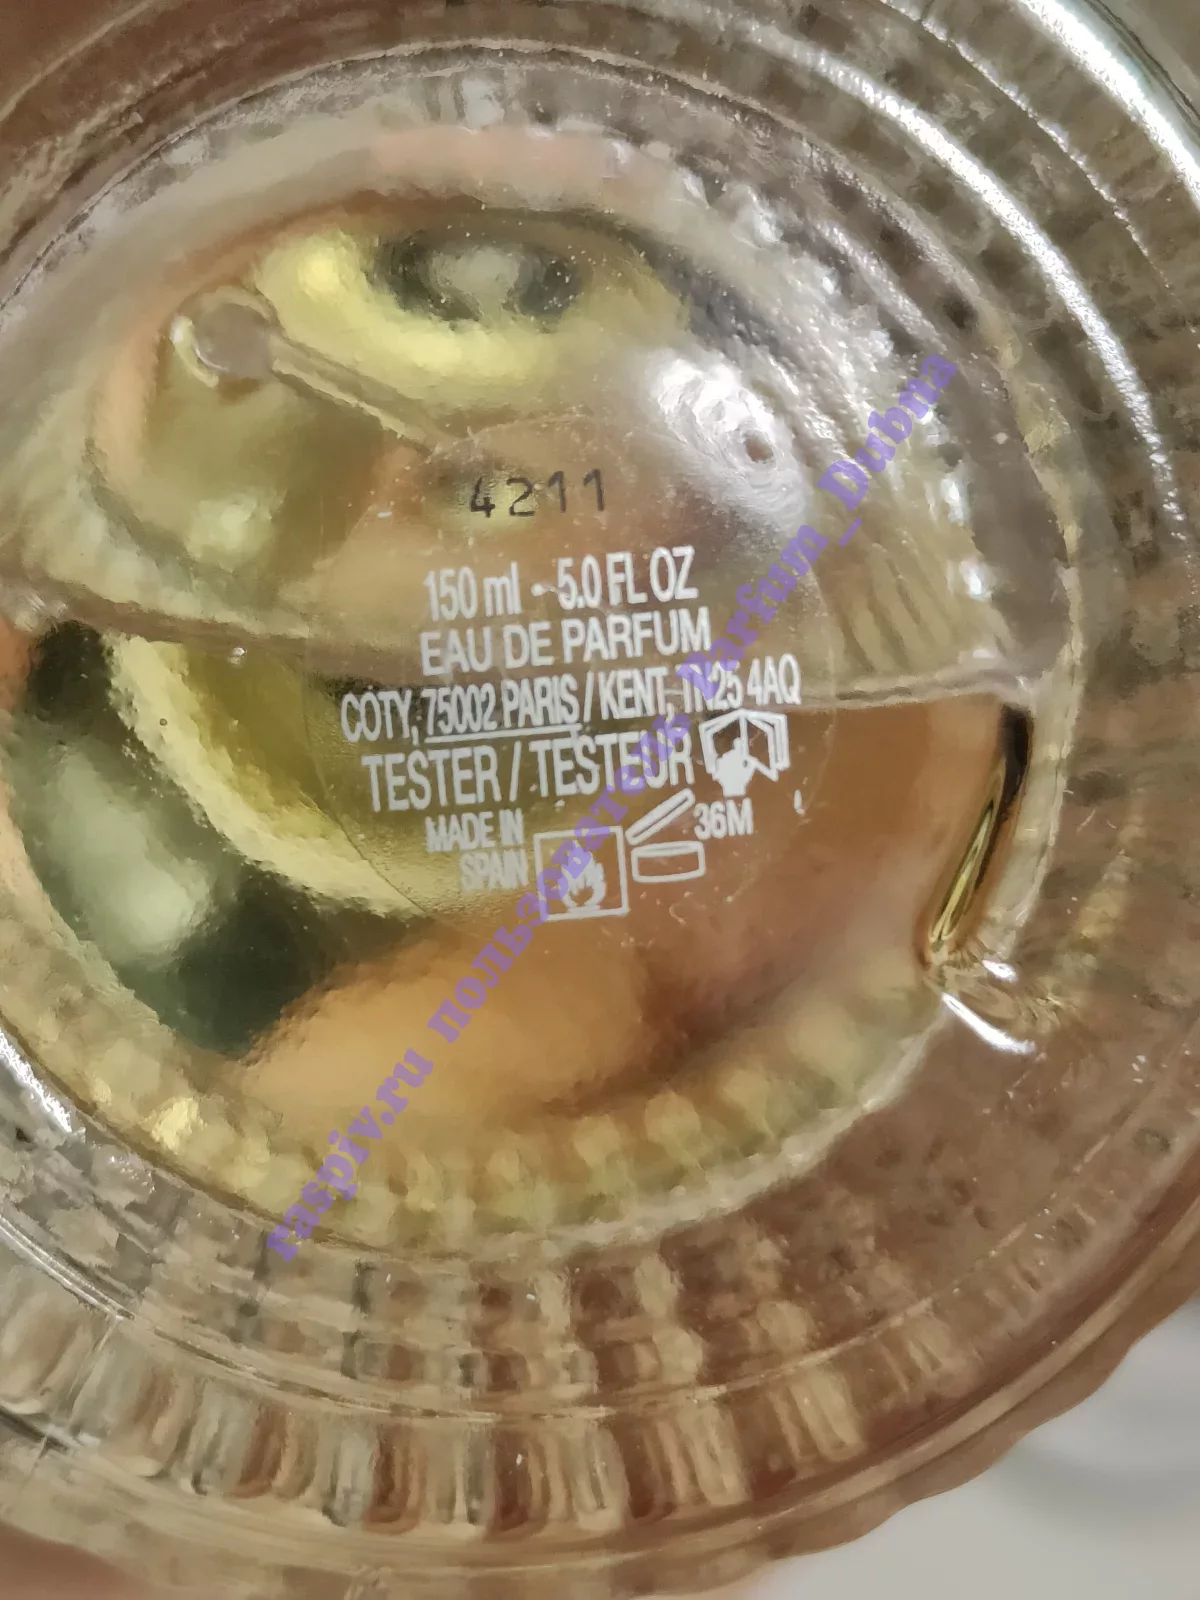 4211
150 ml - 5.0 FL OZ
EAU DE PARFUM
COTY, 75002 PARIS / KENT, TN25 4AQ
TESTER / TESTEUR
MADE IN
SPAIN
36M
raspiv.ru пользователь Parfum_Dubna